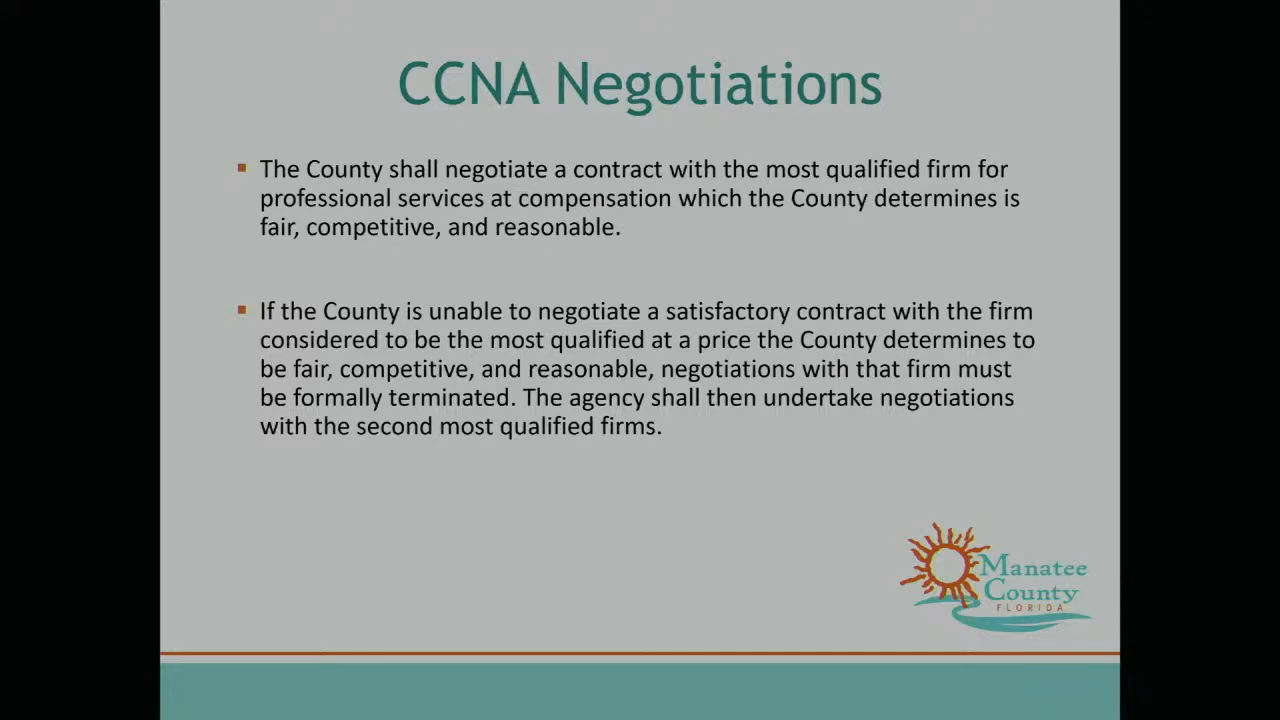 CCNA Negotiations
The County shall negotiate a contract with the most qualified firm for
professional services at compensation which the County determines is
fair, competitive, and reasonable.
If the County is unable to negotiate a satisfactory contract with the firm
considered to be the most qualified at a price the County determines to
be fair, competitive, and reasonable, negotiations with that firm must
be formally terminated. The agency shall then undertake negotiations
with the second most qualified firms.
Manatee
County
FLORIDA